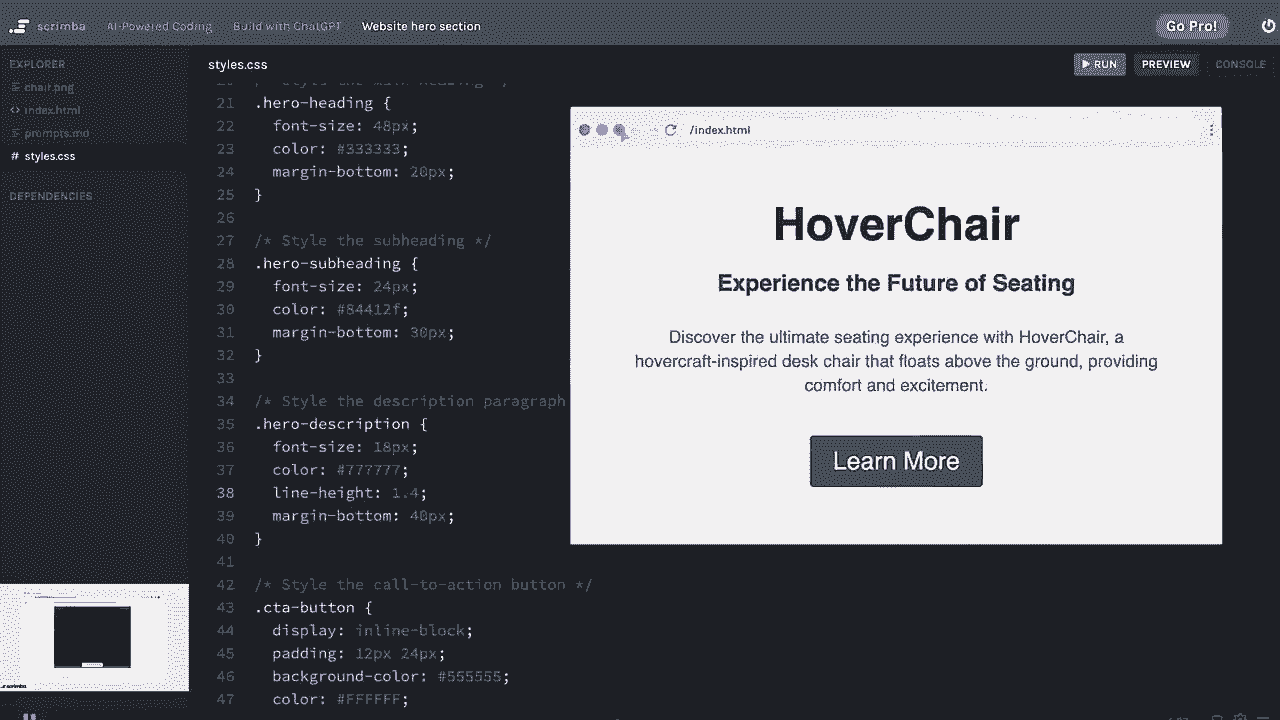 scrimba AI-Powered Coding Build with ChatGPT Website hero section Go Pro!
EXPLORER
chair.png
index.html
prompts.md
# styles.css
DEPENDENCIES
styles.css
RUN PREVIEW CONSOLE
21 .hero-heading {
22 font-size: 48px;
23 color: #333333;
24 margin-bottom: 20px;
25 }
26
27 /* Style the subheading */
28 .hero-subheading {
29 font-size: 24px;
30 color: #84412f;
31 margin-bottom: 30px;
32 }
33
34 /* Style the description paragraph
35 .hero-description {
36 font-size: 18px;
37 color: #777777;
38 line-height: 1.4;
39 margin-bottom: 40px;
40 }
41
42 /* Style the call-to-action button */
43 .cta-button {
44 display: inline-block;
45 padding: 12px 24px;
46 background-color: #555555;
47 color: #FFFFFF;
/index.html
HoverChair
Experience the Future of Seating
Discover the ultimate seating experience with HoverChair, a
hovercraft-inspired desk chair that floats above the ground, providing
comfort and excitement.
Learn More